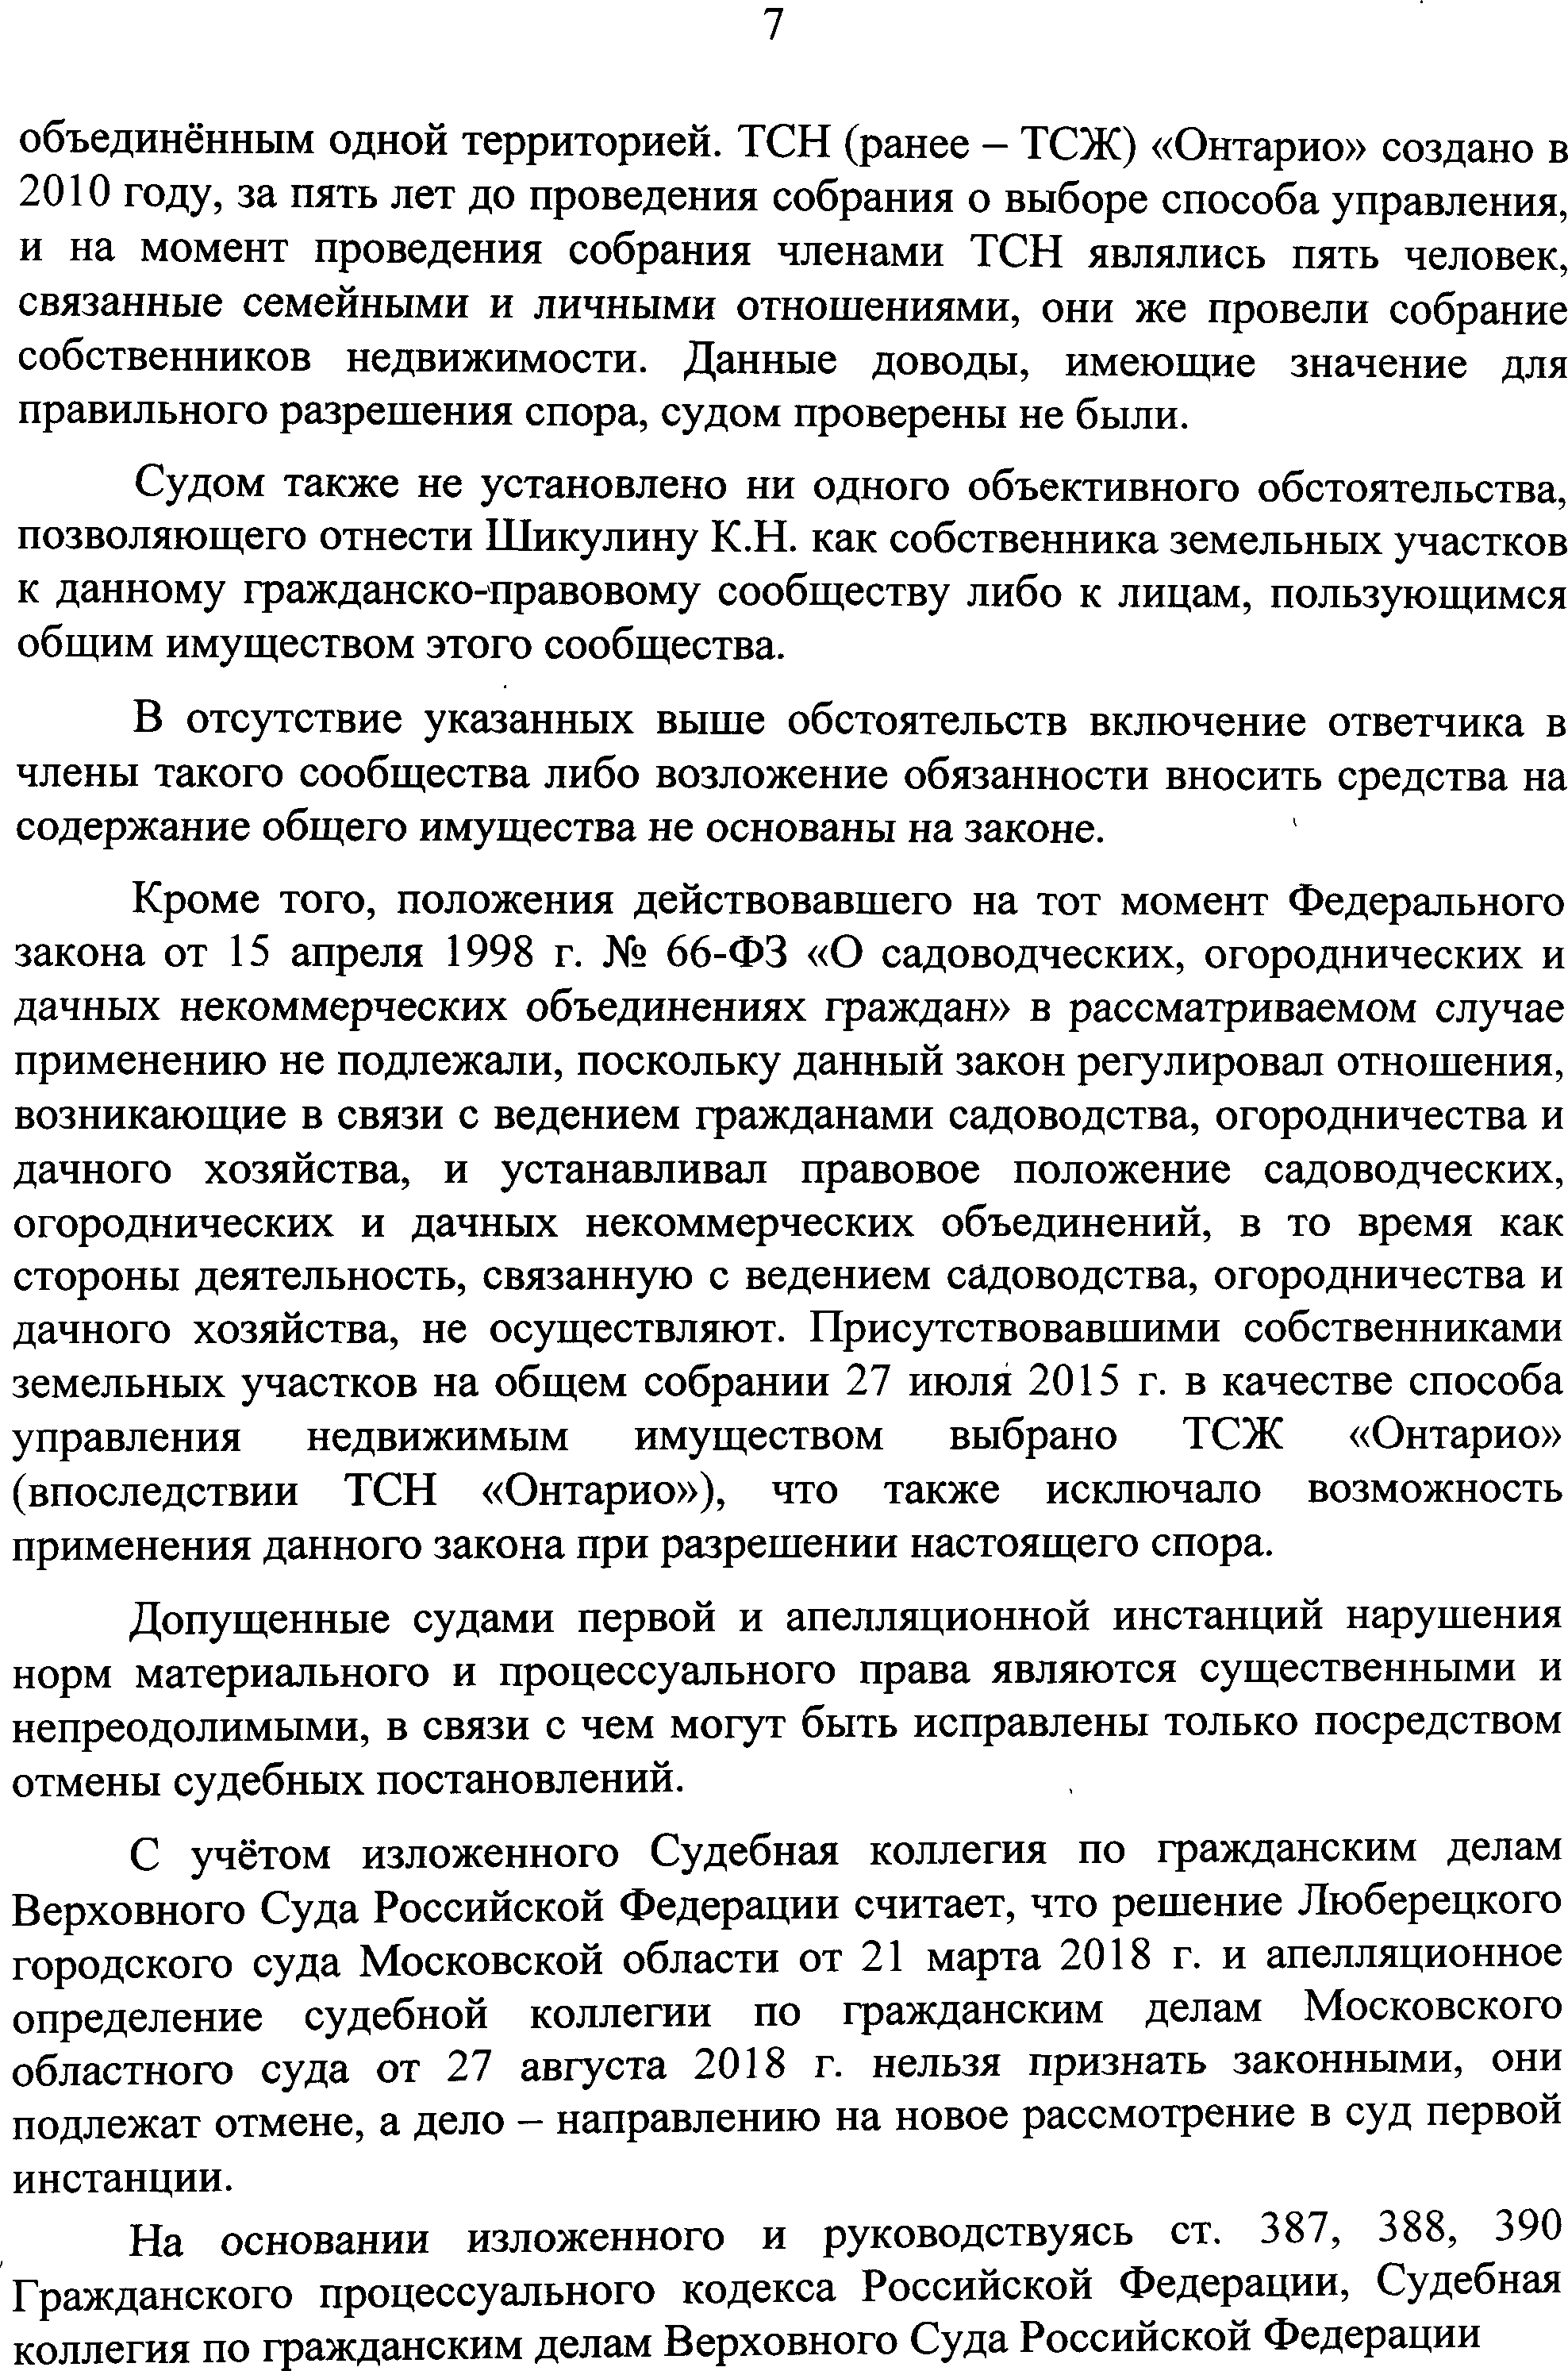 7
объединённым одной территорией. ТСН (ранее – ТСЖ) «Онтарио» создано в
2010 году, за пять лет до проведения собрания о выборе способа управления,
и на момент проведения собрания членами ТСН являлись пять человек,
связанные семейными и личными отношениями, они же провели собрание
собственников недвижимости. Данные доводы, имеющие значение для
правильного разрешения спора, судом проверены не были.
Судом также не установлено ни одного объективного обстоятельства,
позволяющего отнести Шикулину К.Н. как собственника земельных участков
к данному гражданско-правовому сообществу либо к лицам, пользующимся
общим имуществом этого сообщества.
В отсутствие указанных выше обстоятельств включение ответчика в
члены такого сообщества либо возложение обязанности вносить средства на
содержание общего имущества не основаны на законе.
Кроме того, положения действовавшего на тот момент Федерального
закона от 15 апреля 1998 г. № 66-ФЗ «О садоводческих, огороднических и
дачных некоммерческих объединениях граждан» в рассматриваемом случае
применению не подлежали, поскольку данный закон регулировал отношения,
возникающие в связи с ведением гражданами садоводства, огородничества и
дачного хозяйства, и устанавливал правовое положение садоводческих,
огороднических и дачных некоммерческих объединений, в то время как
стороны деятельность, связанную с ведением садоводства, огородничества и
дачного хозяйства, не осуществляют. Присутствовавшими собственниками
земельных участков на общем собрании 27 июля 2015 г. в качестве способа
управления недвижимым имуществом выбрано ТСЖ «Онтарио»
(впоследствии ТСН «Онтарио»), что также исключало возможность
применения данного закона при разрешении настоящего спора.
Допущенные судами первой и апелляционной инстанций нарушения
норм материального и процессуального права являются существенными и
непреодолимыми, в связи с чем могут быть исправлены только посредством
отмены судебных постановлений.
С учётом изложенного Судебная коллегия по гражданским делам
Верховного Суда Российской Федерации считает, что решение Люберецкого
городского суда Московской области от 21 марта 2018 г. и апелляционное
определение судебной коллегии по гражданским делам Московского
областного суда от 27 августа 2018 г. нельзя признать законными, они
подлежат отмене, а дело – направлению на новое рассмотрение в суд первой
инстанции.
На основании изложенного и руководствуясь ст. 387, 388, 390
Гражданского процессуального кодекса Российской Федерации, Судебная
коллегия по гражданским делам Верховного Суда Российской Федерации